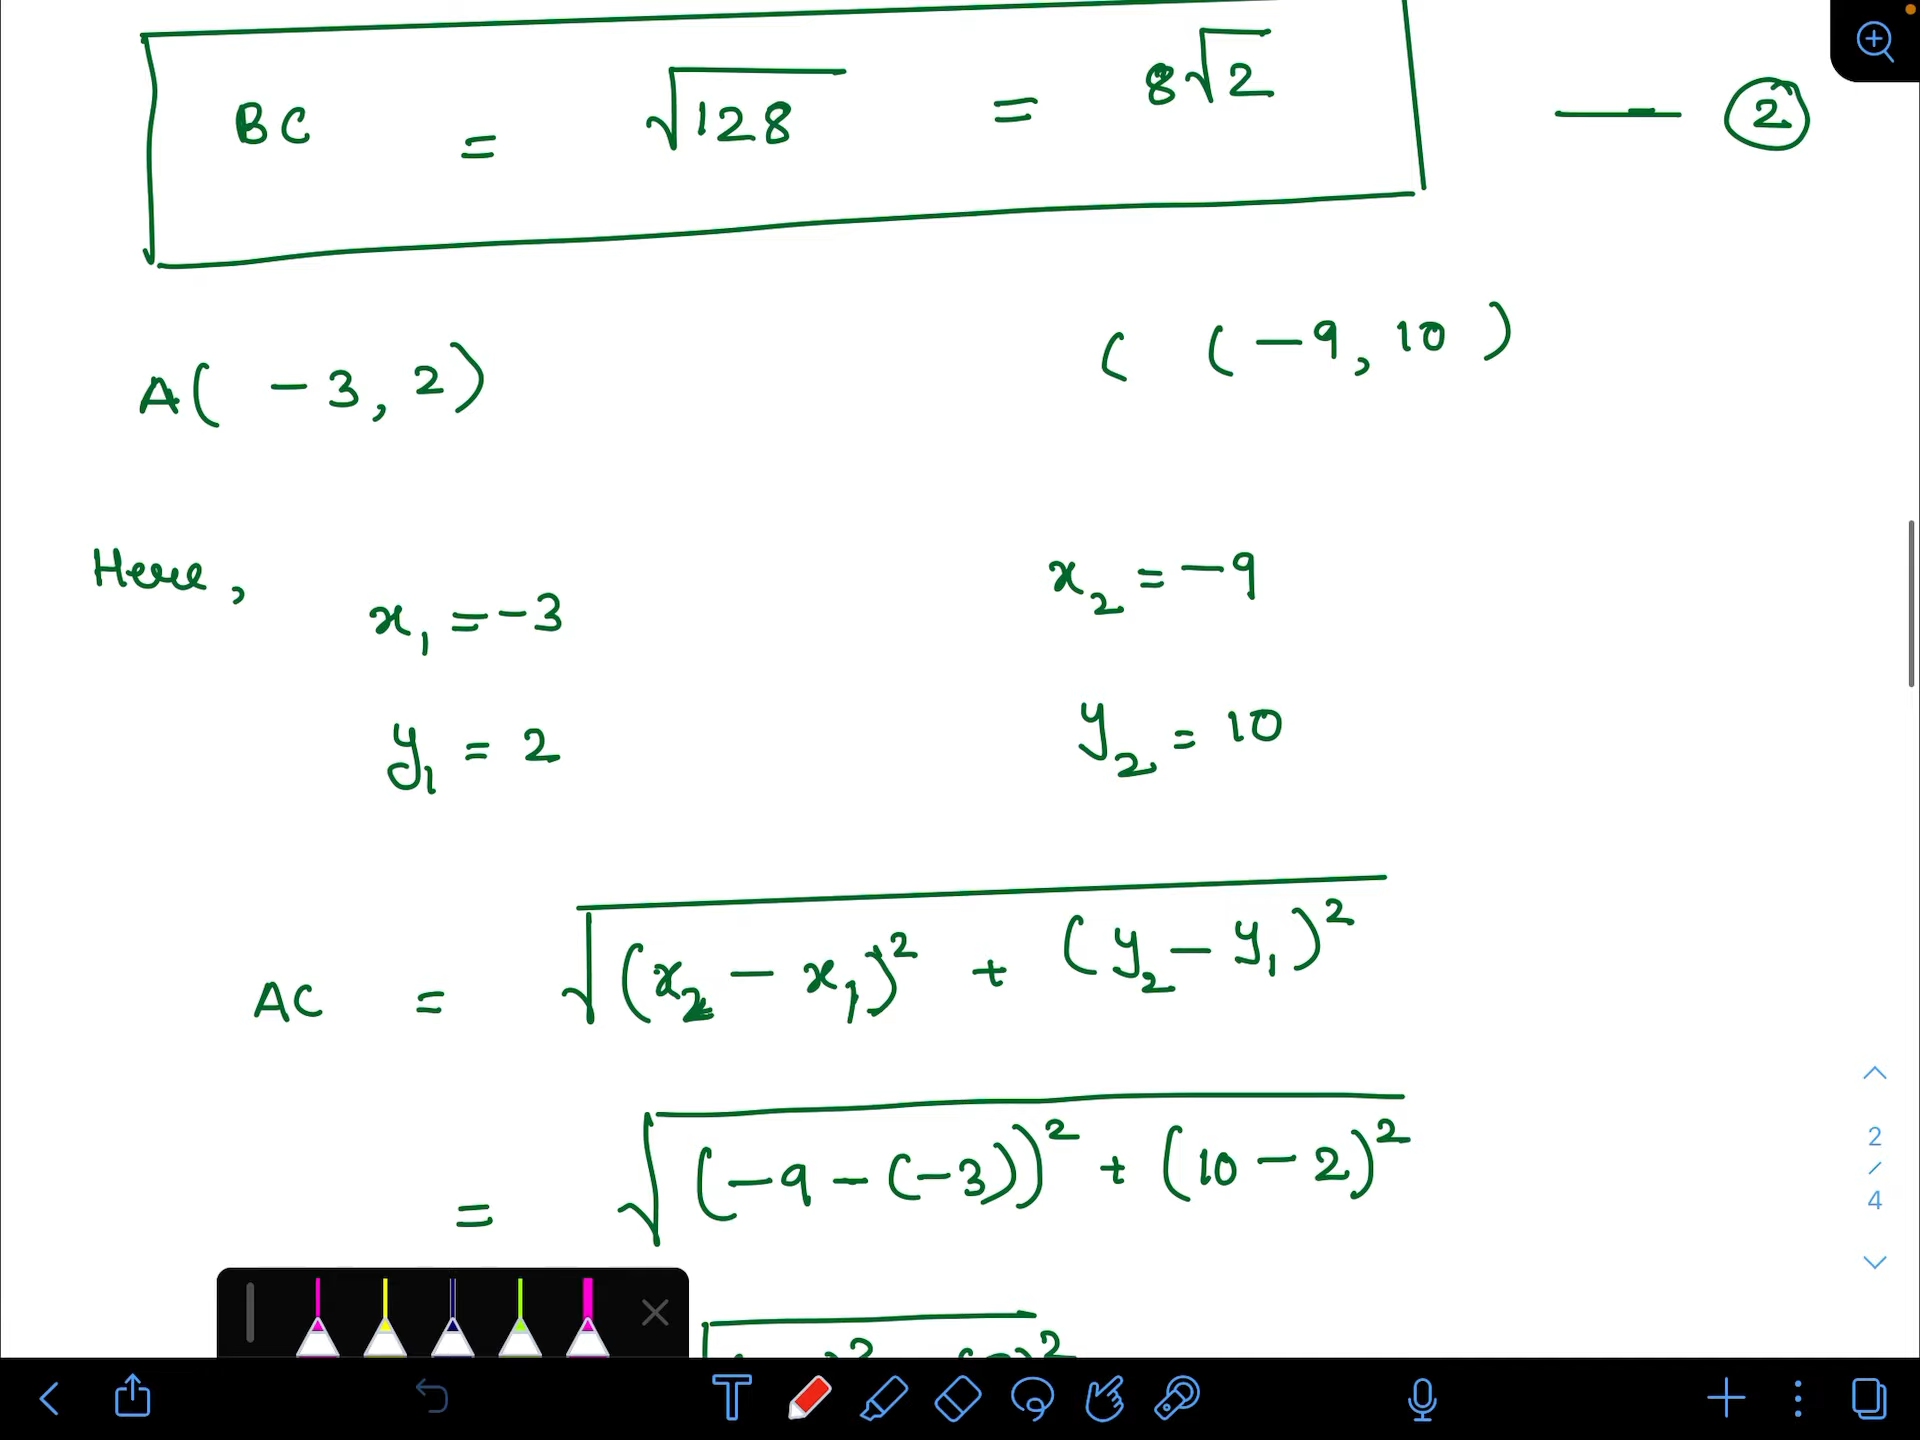 BC = √128 = 8√2 —— ②
A( -3, 2) C (-9, 10)
Here, x₁ = -3 x₂ = -9
y₁ = 2 y₂ = 10
AC = √(x₂ - x₁)² + (y₂ - y₁)²
= √(-9-(-3))² + (10-2)²
2
/
4